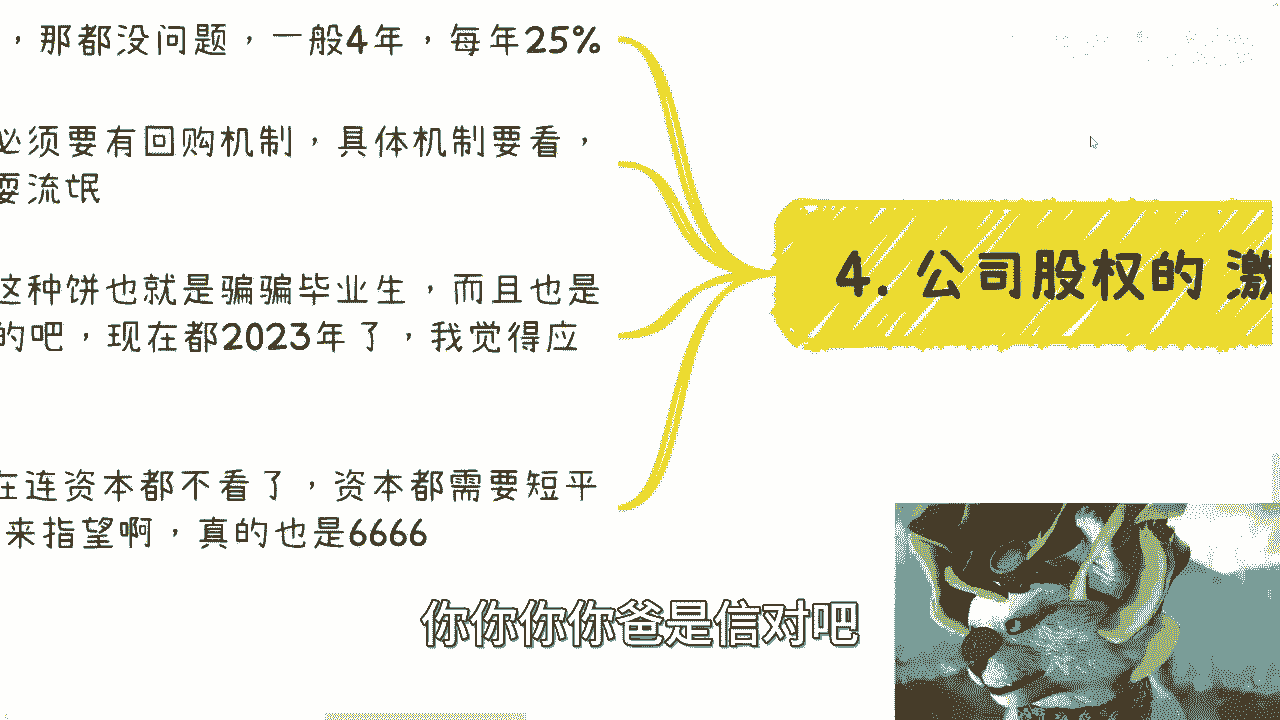 ，那都没问题，一般4年，每年25%
必须要有回购机制，具体机制要看，
耍流氓
这种饼也就是骗骗毕业生，而且也是
的吧，现在都2023年了，我觉得应
在连资本都不看了，资本都需要短平
来指望啊，真的也是6666
4. 公司股权的 激
你你你你爸是信对吧